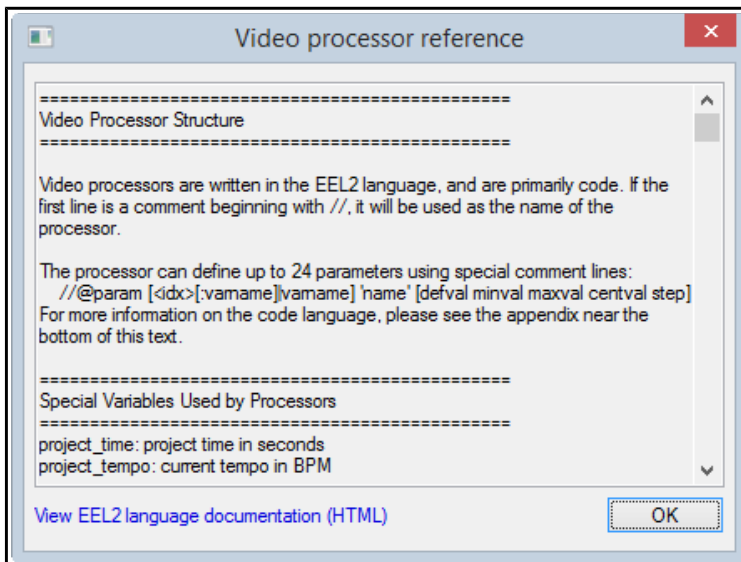 Video processor reference
===============================================
Video Processor Structure
===============================================
Video processors are written in the EEL2 language, and are primarily code. If the
first line is a comment beginning with //, it will be used as the name of the
processor.
The processor can define up to 24 parameters using special comment lines:
//@param [<idx>[:varname]|varname] 'name' [defval minval maxval centval step]
For more information on the code language, please see the appendix near the
bottom of this text.
===============================================
Special Variables Used by Processors
===============================================
project_time: project time in seconds
project_tempo: current tempo in BPM
View EEL2 language documentation (HTML)
OK